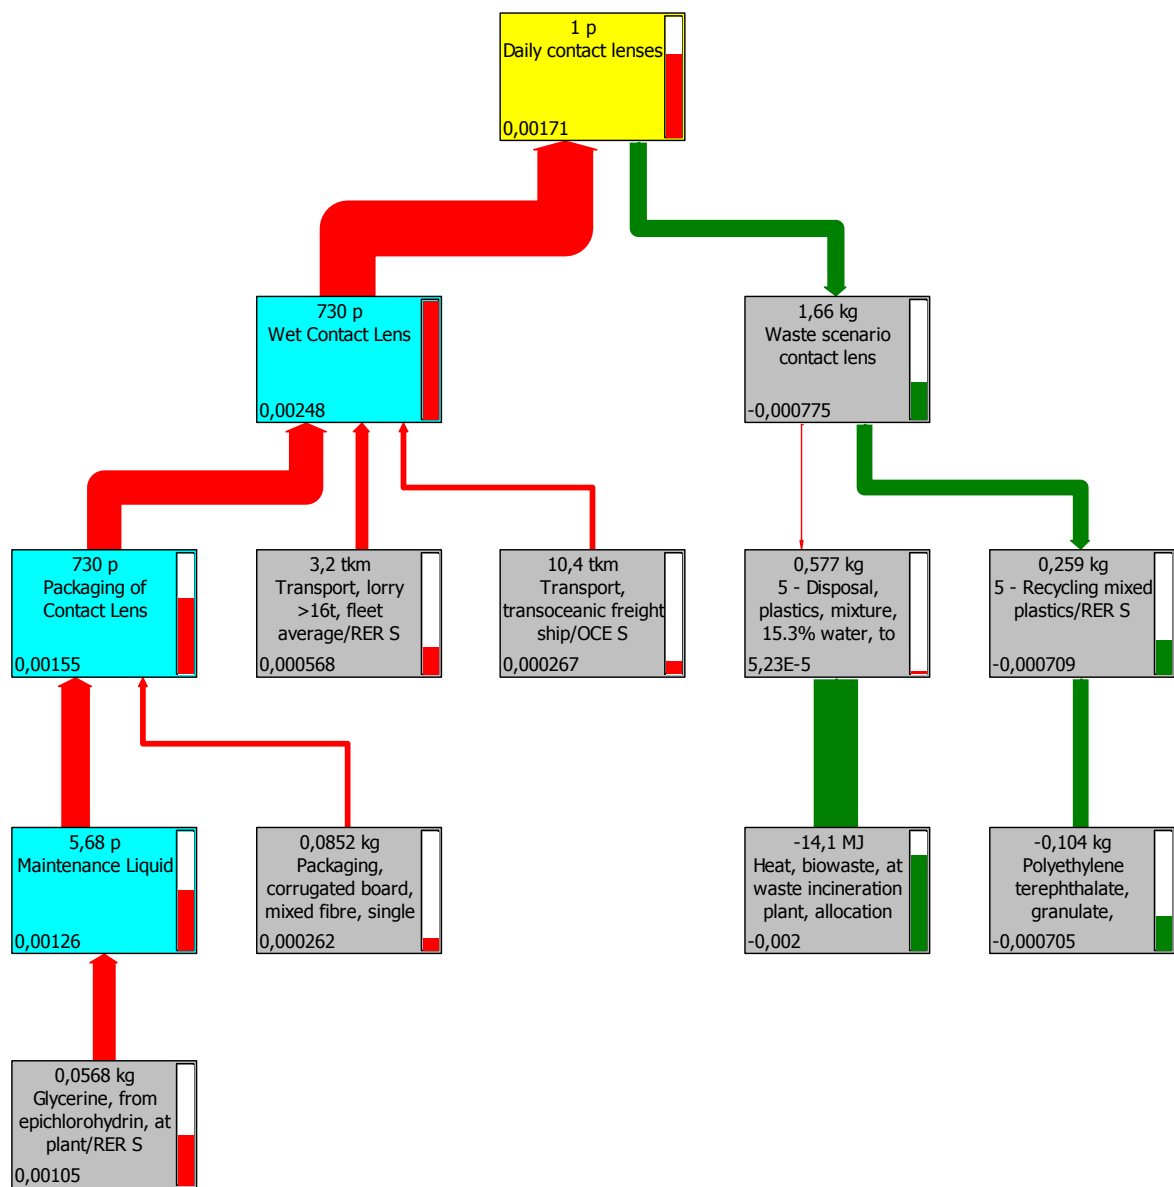 1 p
Daily contact lenses
0,00171
730 p
Wet Contact Lens
0,00248
1,66 kg
Waste scenario
contact lens
-0,000775
730 p
Packaging of
Contact Lens
0,00155
3,2 tkm
Transport, lorry
>16t, fleet
average/RER S
0,000568
10,4 tkm
Transport,
transoceanic freight
ship/OCE S
0,000267
0,577 kg
5 - Disposal,
plastics, mixture,
15.3% water, to
5,23E-5
0,259 kg
5 - Recycling mixed
plastics/RER S
-0,000709
5,68 p
Maintenance Liquid
0,00126
0,0852 kg
Packaging,
corrugated board,
mixed fibre, single
0,000262
-14,1 MJ
Heat, biowaste, at
waste incineration
plant, allocation
-0,002
-0,104 kg
Polyethylene
terephthalate,
granulate,
-0,000705
0,0568 kg
Glycerine, from
epichlorohydrin, at
plant/RER S
0,00105